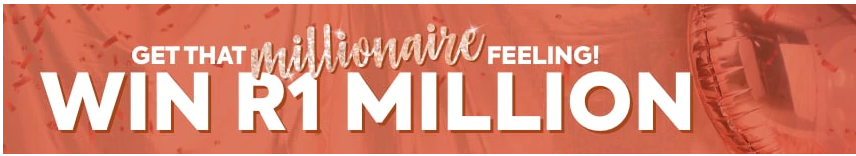 GET THAT millionaire FEELING!
WIN R1 MILLION